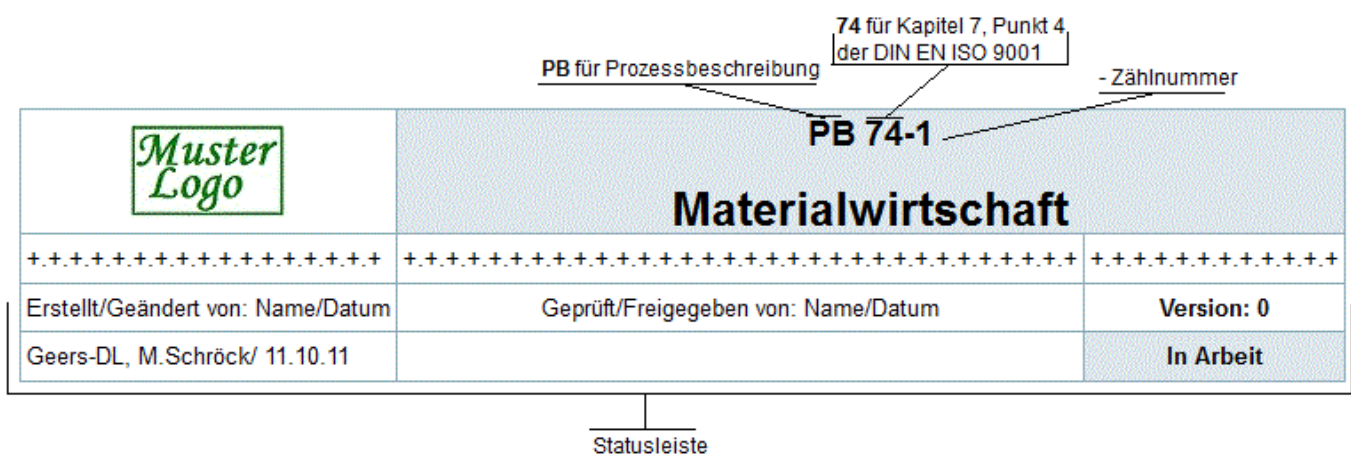 74 für Kapitel 7, Punkt 4
der DIN EN ISO 9001
PB für Prozessbeschreibung
- Zählnummer
Muster
Logo
PB 74-1
Materialwirtschaft
+.+.+.+.+.+.+.+.+.+.+.+.+.+.+.+.+ +.+.+.+.+.+.+.+.+.+.+.+.+.+.+.+.+.+.+.+.+.+.+.+.+.+.+.+.+.+.+.+ +.+.+.+.+.+.+.+.+.+.+.+
Erstellt/Geändert von: Name/Datum Geprüft/Freigegeben von: Name/Datum Version: 0
Geers-DL, M.Schröck/ 11.10.11 In Arbeit
Statusleiste